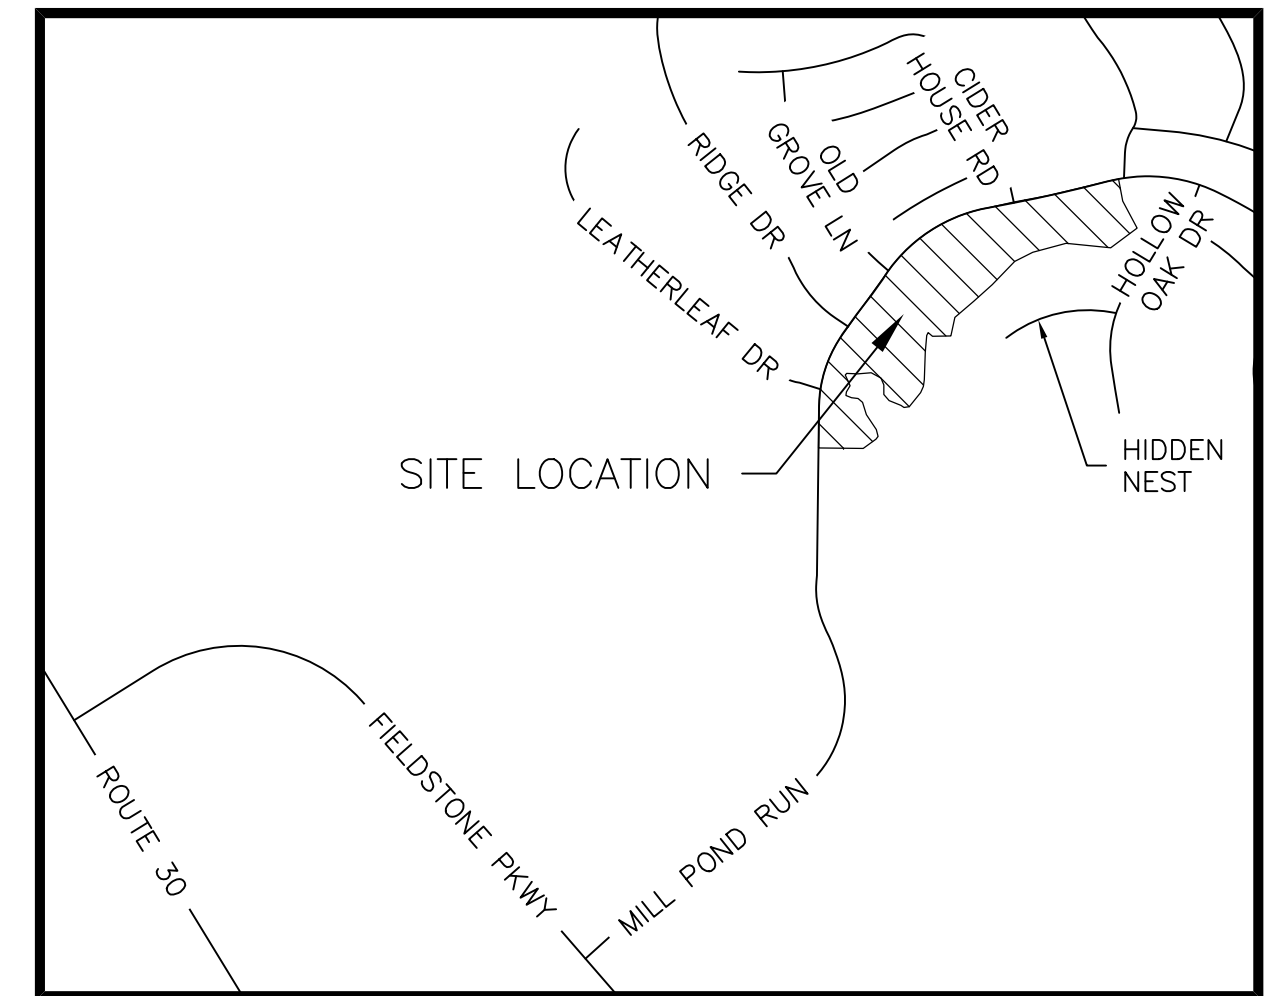 CIDER
HOUSE RD
OLD
GROVE LN
RIDGE DR
LEATHERLEAF DR
HOLLOW
OAK DR
SITE LOCATION
HIDDEN
NEST
FIELDSTONE PKWY
MILL POND RUN
ROUTE 30